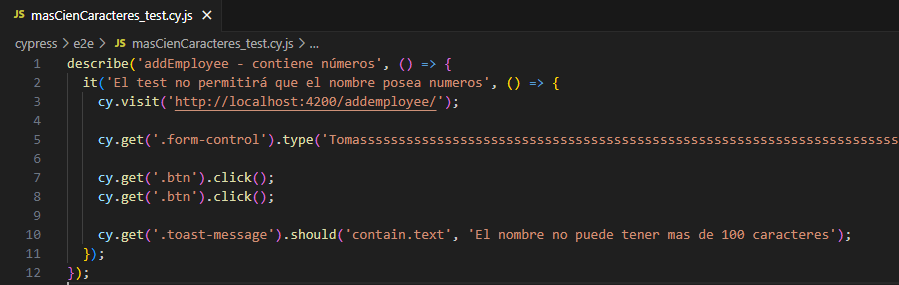 JS masCienCaracteres_test.cy.js ×
cypress > e2e > JS masCienCaracteres_test.cy.js > ...
1 describe('addEmployee - contiene números', () => {
2 it('El test no permitirá que el nombre posea numeros', () => {
3 cy.visit('http://localhost:4200/addemployee/');
4
5 cy.get('.form-control').type('Tomasssssssssssssssssssssssssssssssssssssssssssssssssssssssssssssssssssssss
6
7 cy.get('.btn').click();
8 cy.get('.btn').click();
9
10 cy.get('.toast-message').should('contain.text', 'El nombre no puede tener mas de 100 caracteres');
11 });
12 });